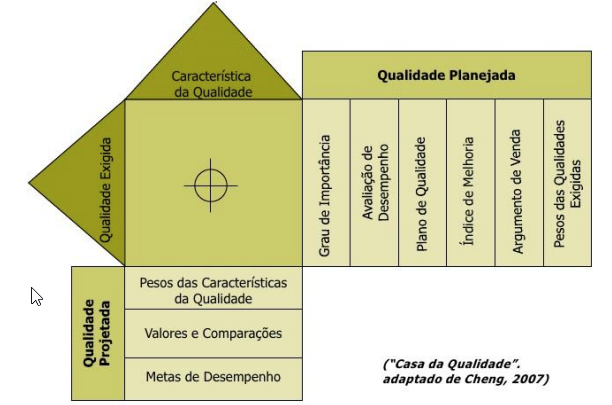 Característica
da Qualidade
Qualidade Planejada
Qualidade Exigida
Grau de Importância
Avaliação de
Desempenho
Plano de Qualidade
Índice de Melhoria
Argumento de Venda
Pesos das Qualidades
Exigidas
Qualidade
Projetada
Pesos das Características
da Qualidade
Valores e Comparações
Metas de Desempenho
("Casa da Qualidade".
adaptado de Cheng, 2007)